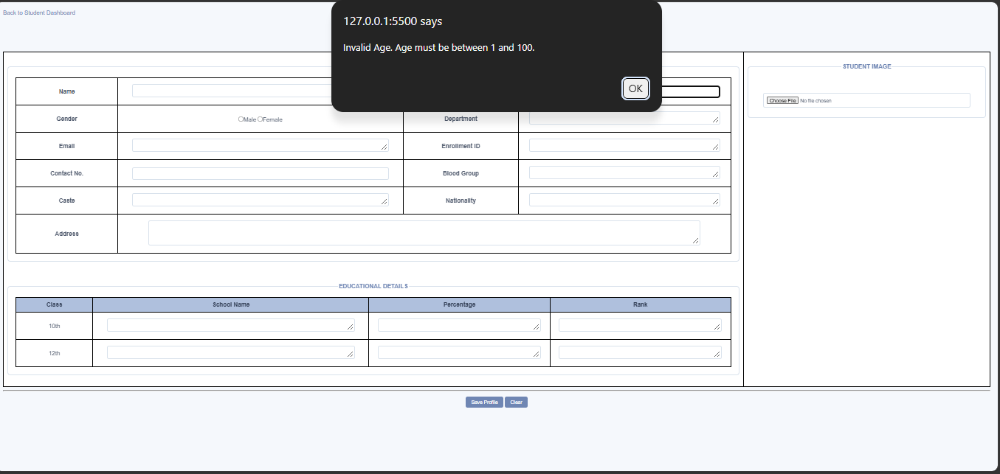 Back to Student Dashboard
127.0.0.1:5500 says
Invalid Age. Age must be between 1 and 100.
OK
STUDENT IMAGE
Name
Choose File No file chosen
Gender Male Female Department
Email Enrollment ID
Contact No. Blood Group
Caste Nationality
Address
EDUCATIONAL DETAILS
Class School Name Percentage Rank
10th
12th
Save Profile Clear